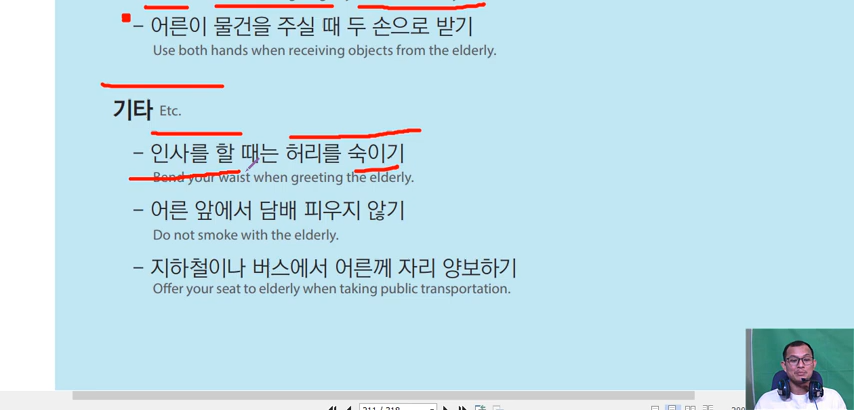 – 어른이 물건을 주실 때 두 손으로 받기
Use both hands when receiving objects from the elderly.
기타 Etc.
– 인사를 할 때는 허리를 숙이기
Bend your waist when greeting the elderly.
– 어른 앞에서 담배 피우지 않기
Do not smoke with the elderly.
– 지하철이나 버스에서 어른께 자리 양보하기
Offer your seat to elderly when taking public transportation.
211 / 218